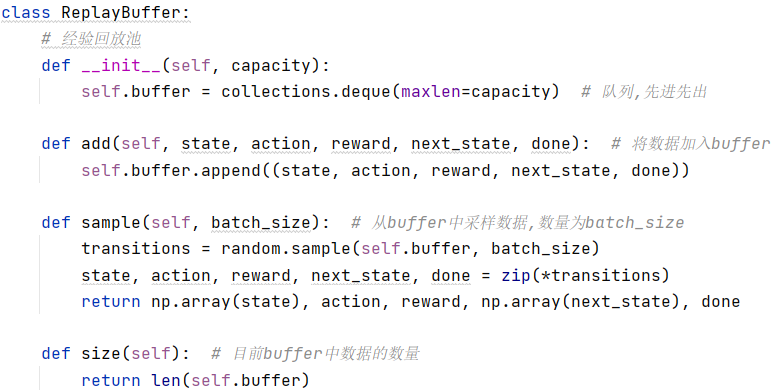 class ReplayBuffer:
    # 经验回放池
    def __init__(self, capacity):
        self.buffer = collections.deque(maxlen=capacity)  # 队列,先进先出

    def add(self, state, action, reward, next_state, done):  # 将数据加入buffer
        self.buffer.append((state, action, reward, next_state, done))

    def sample(self, batch_size):  # 从buffer中采样数据,数量为batch_size
        transitions = random.sample(self.buffer, batch_size)
        state, action, reward, next_state, done = zip(*transitions)
        return np.array(state), action, reward, np.array(next_state), done

    def size(self):  # 目前buffer中数据的数量
        return len(self.buffer)